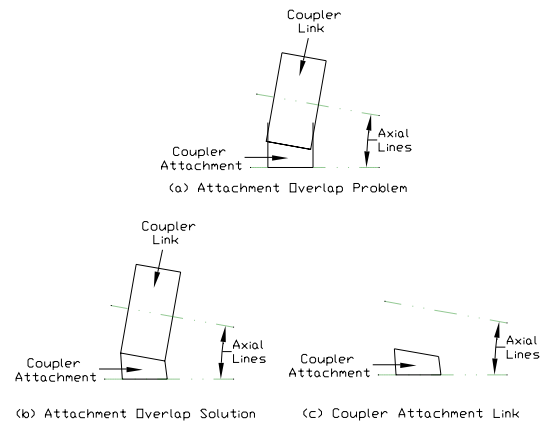 Coupler
Link
Axial
Lines
Coupler
Attachment
(a) Attachment Overlap Problem
Coupler
Link
Axial
Lines
Coupler
Attachment
Axial
Lines
Coupler
Attachment
(b) Attachment Overlap Solution
(c) Coupler Attachment Link